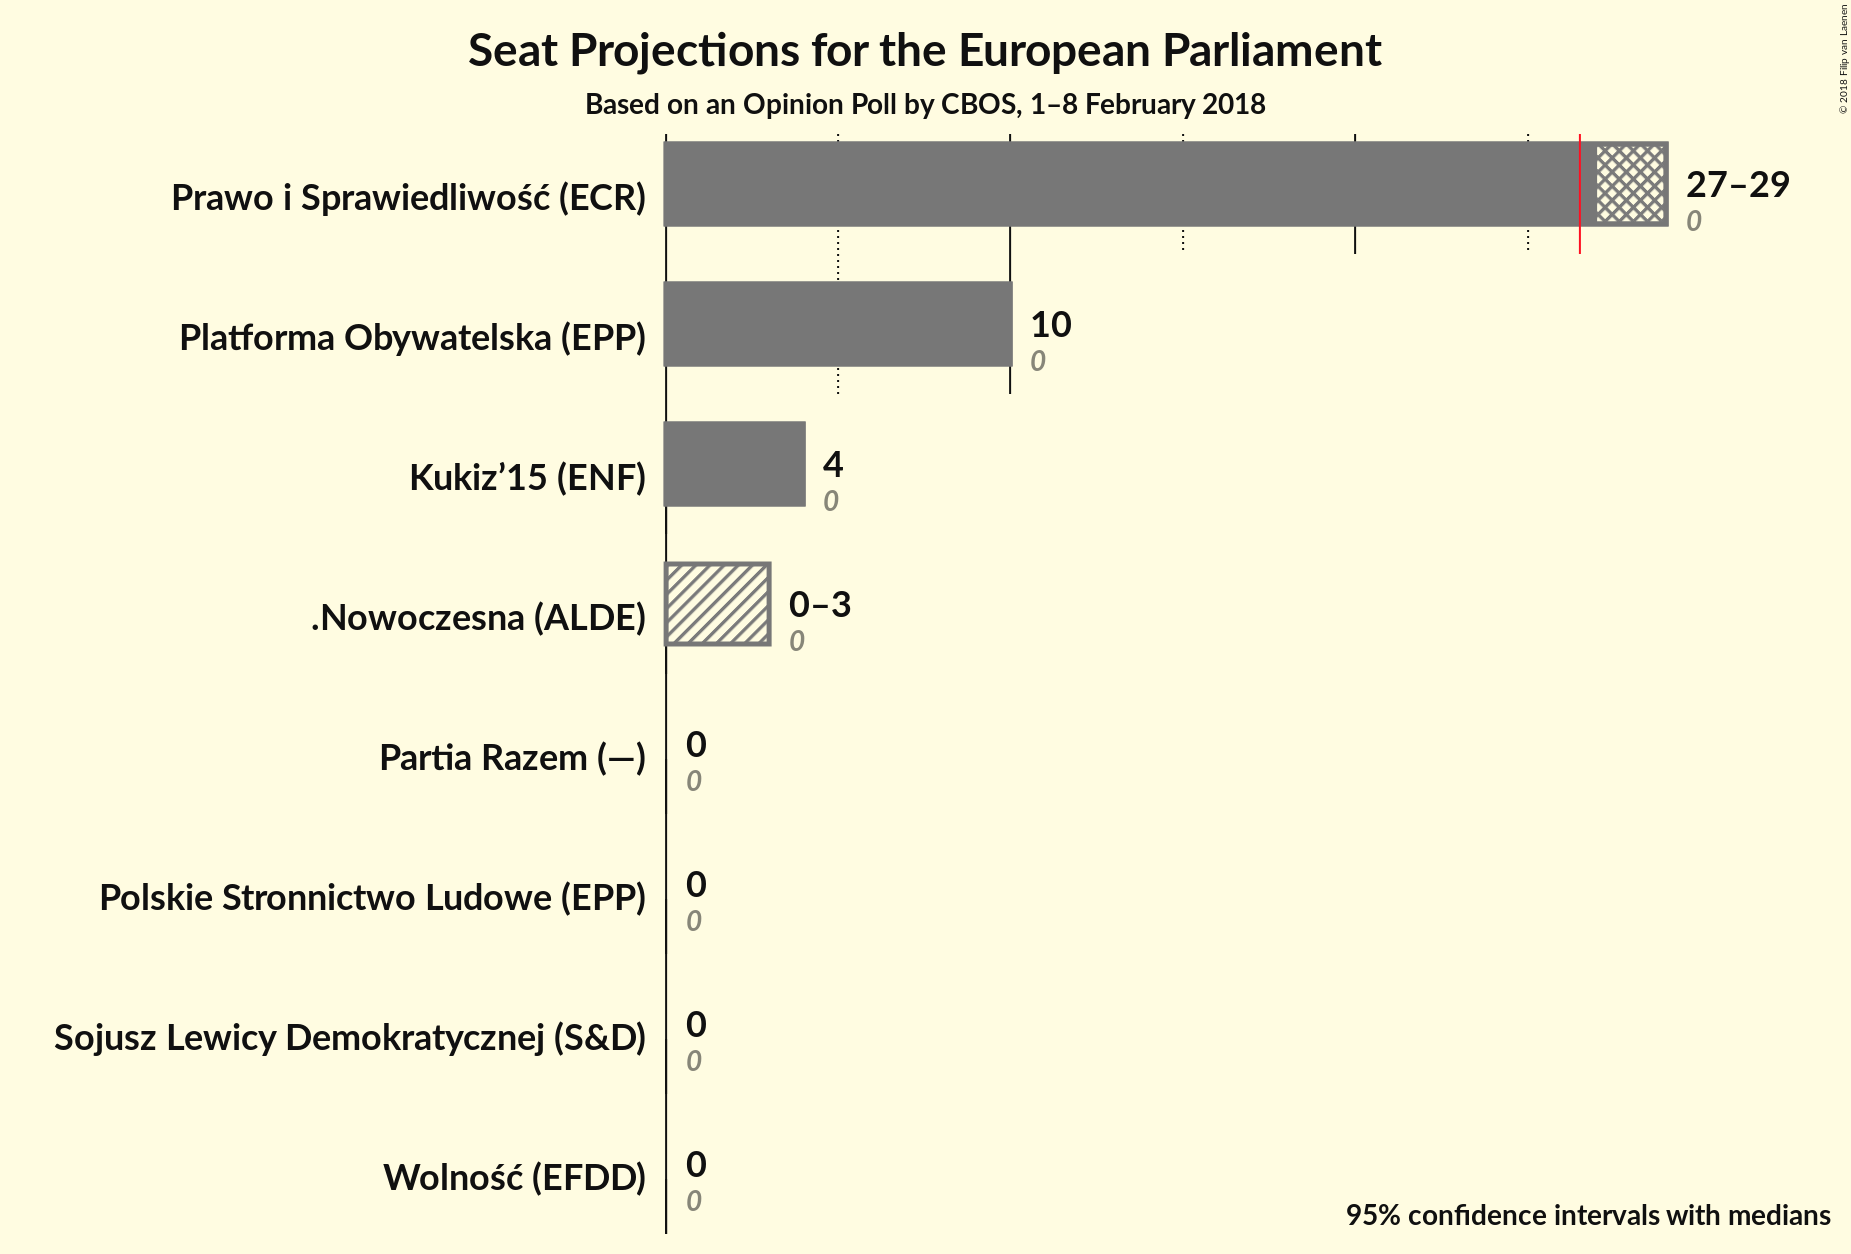 Seat Projections for the European Parliament
Based on an Opinion Poll by CBOS, 1–8 February 2018
© 2018 Filip van Laenen
Prawo i Sprawiedliwość (ECR)
27–29
0
Platforma Obywatelska (EPP)
10
0
Kukiz’15 (ENF)
4
0
.Nowoczesna (ALDE)
0–3
0
Partia Razem (—)
0
0
Polskie Stronnictwo Ludowe (EPP)
0
0
Sojusz Lewicy Demokratycznej (S&D)
0
0
Wolność (EFDD)
0
0
95% confidence intervals with medians